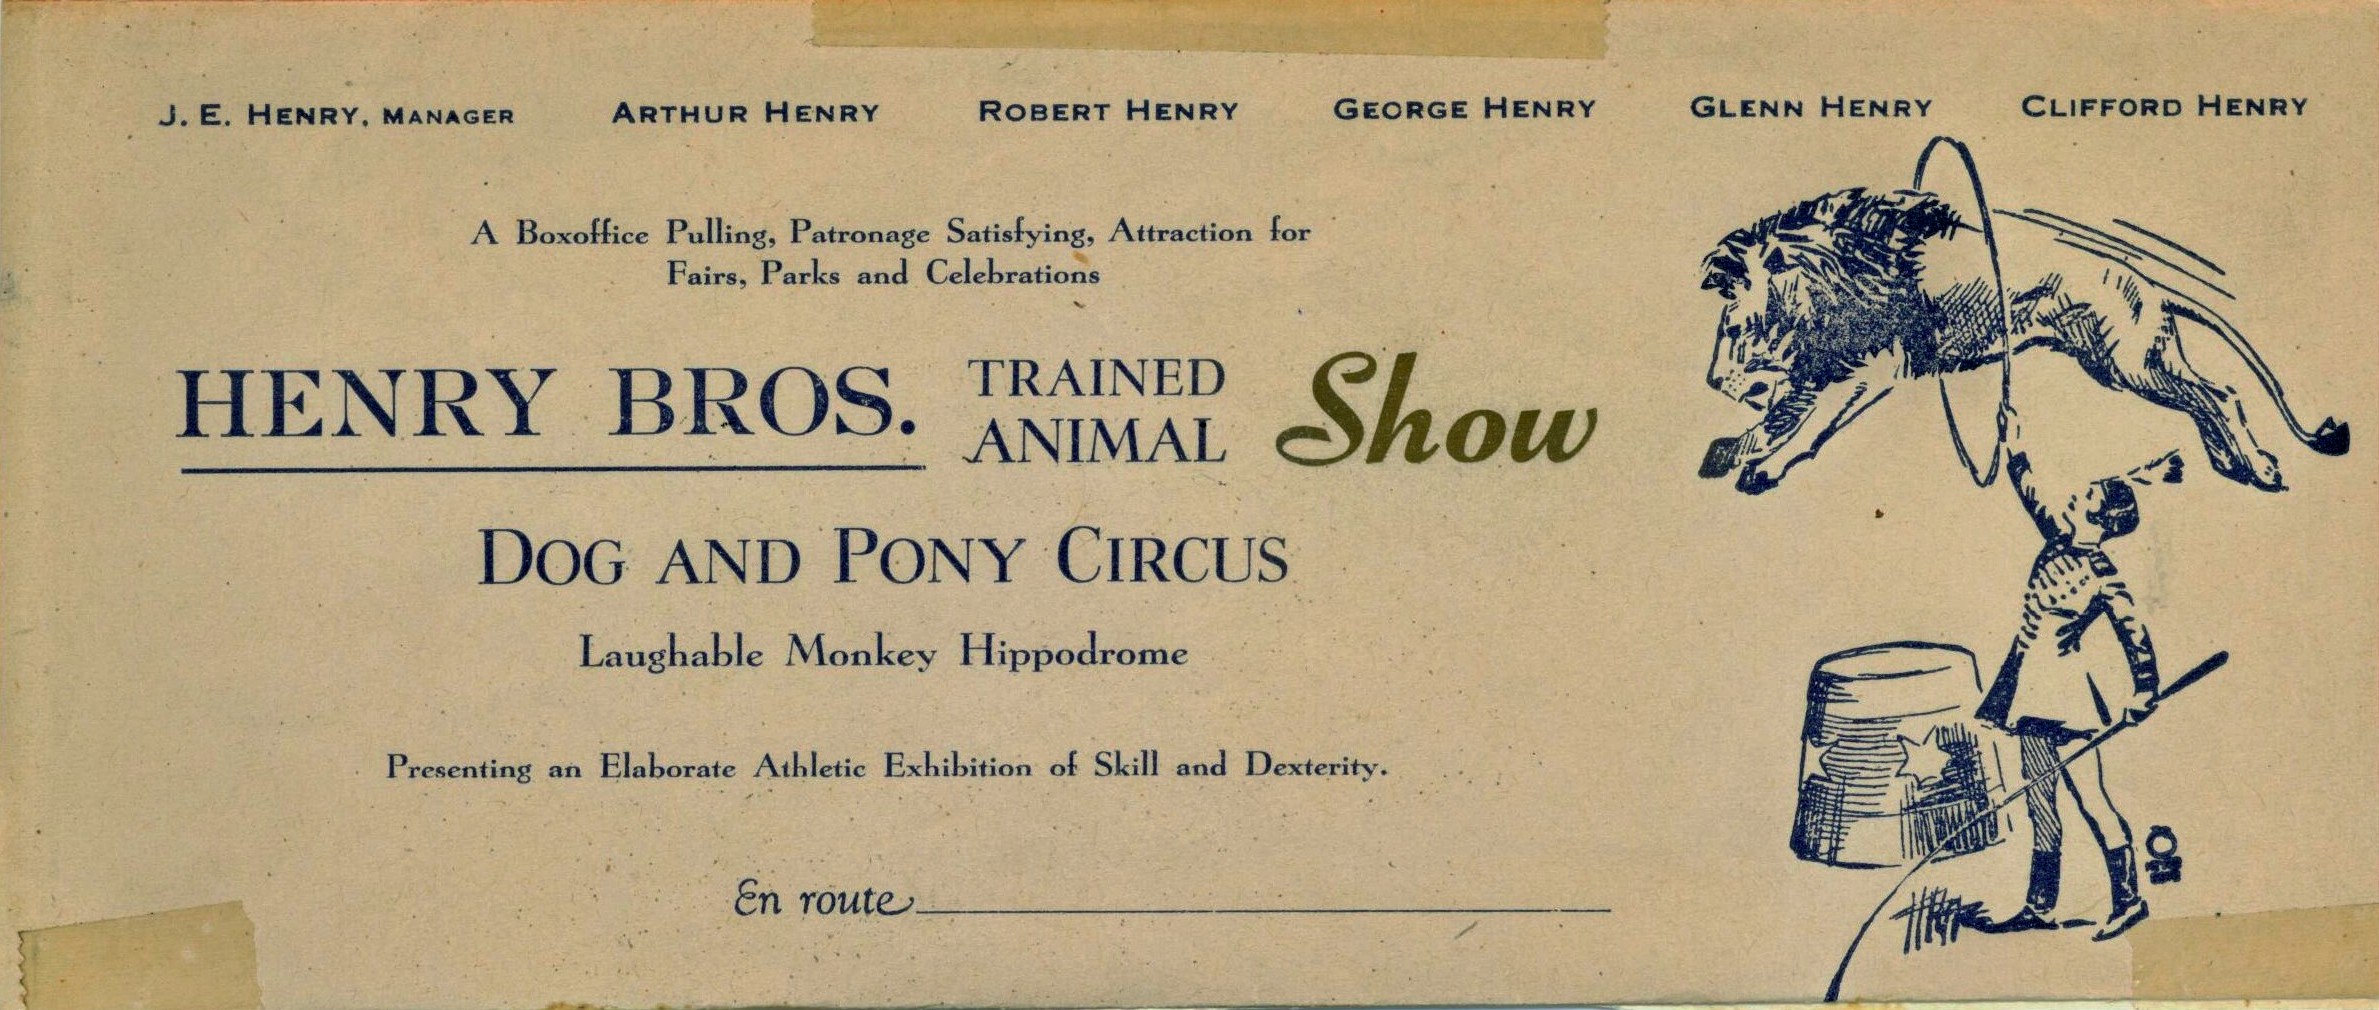 J. E. HENRY, MANAGER ARTHUR HENRY ROBERT HENRY GEORGE HENRY GLENN HENRY CLIFFORD HENRY
A Boxoffice Pulling, Patronage Satisfying, Attraction for
Fairs, Parks and Celebrations
HENRY BROS. TRAINED ANIMAL Show
DOG AND PONY CIRCUS
Laughable Monkey Hippodrome
Presenting an Elaborate Athletic Exhibition of Skill and Dexterity.
En route